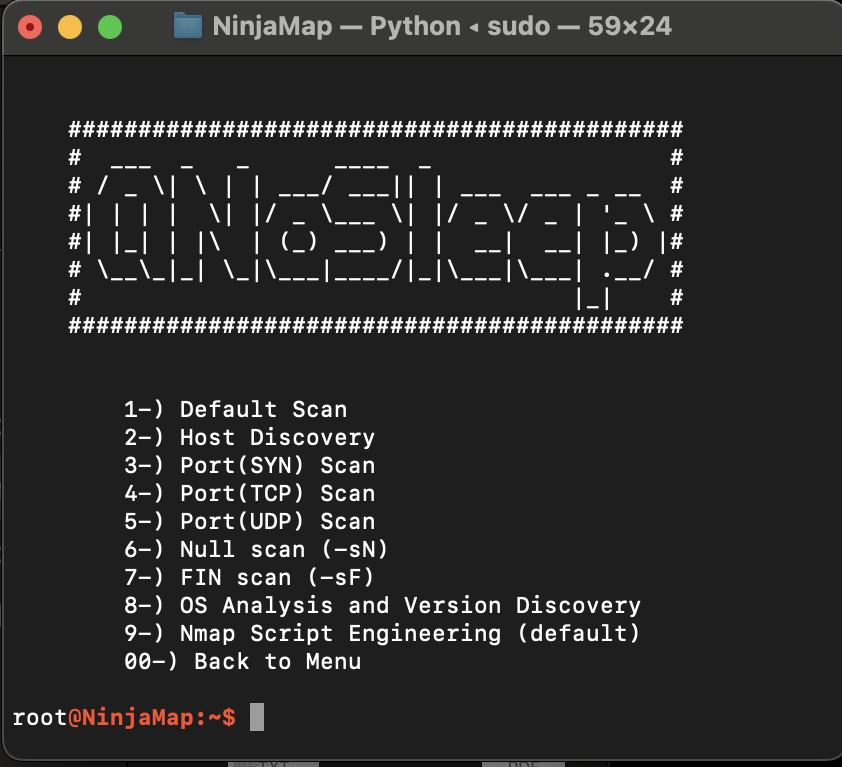 NinjaMap — Python ◂ sudo — 59×24
############################################
#  ___  _   _      ____  _                 #
# / _ \| \ | | ___/ ___|| | ___  ___ _ __  #
#| | | |  \| |/ _ \___ \| |/ _ \/ _ | '_ \ #
#| |_| | |\  | (_) ___) | |  __|  __| |_) |#
# \__\_|_| \_|\___|____/|_|\___|\___| .__/ #
#                                   |_|    #
############################################
1-) Default Scan
2-) Host Discovery
3-) Port(SYN) Scan
4-) Port(TCP) Scan
5-) Port(UDP) Scan
6-) Null scan (-sN)
7-) FIN scan (-sF)
8-) OS Analysis and Version Discovery
9-) Nmap Script Engineering (default)
00-) Back to Menu
root@NinjaMap:~$